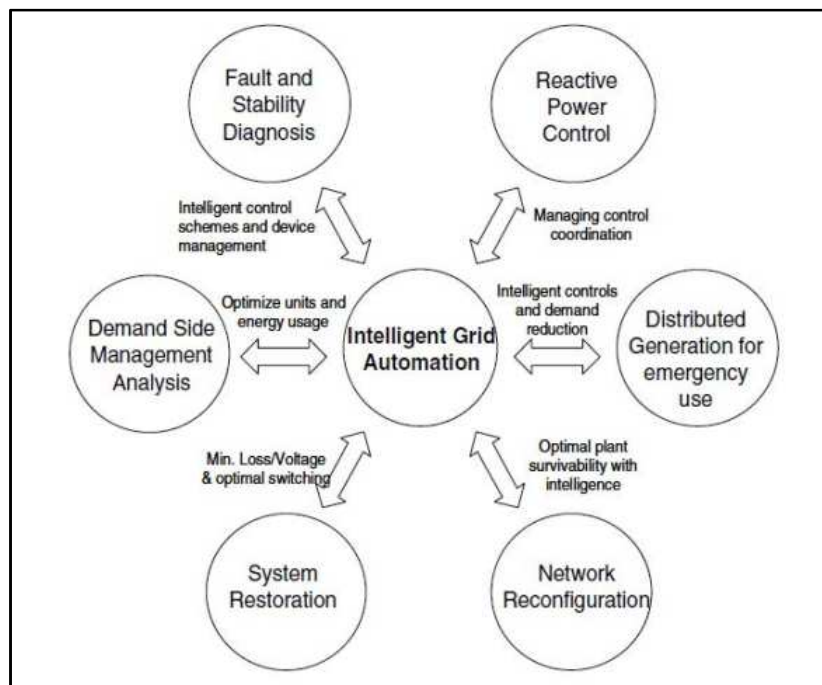 Fault and
Stability
Diagnosis
Reactive
Power
Control
Intelligent control
schemes and device
management
Managing control
coordination
Demand Side
Management
Analysis
Optimize units and
energy usage
Intelligent Grid
Automation
Intelligent controls
and demand
reduction
Distributed
Generation for
emergency
use
Min. Loss/Voltage
& optimal switching
Optimal plant
survivability with
intelligence
System
Restoration
Network
Reconfiguration